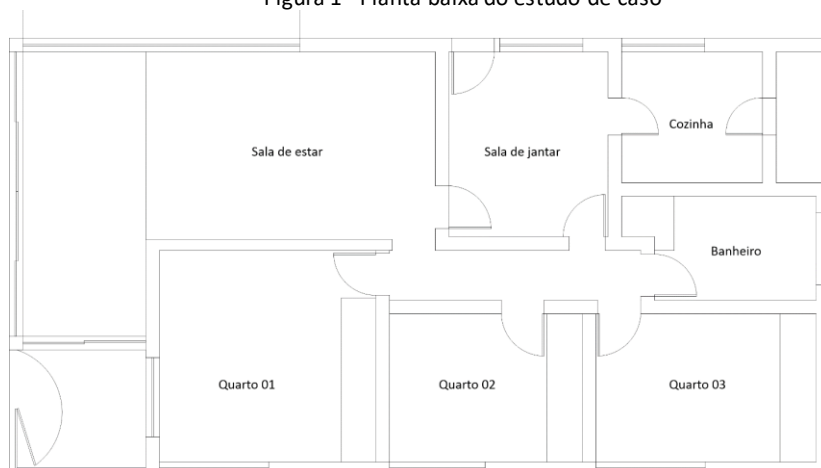 Figura 1 - Planta baixa do estudo de caso
Cozinha
Sala de estar
Sala de jantar
Banheiro
Quarto 01
Quarto 02
Quarto 03